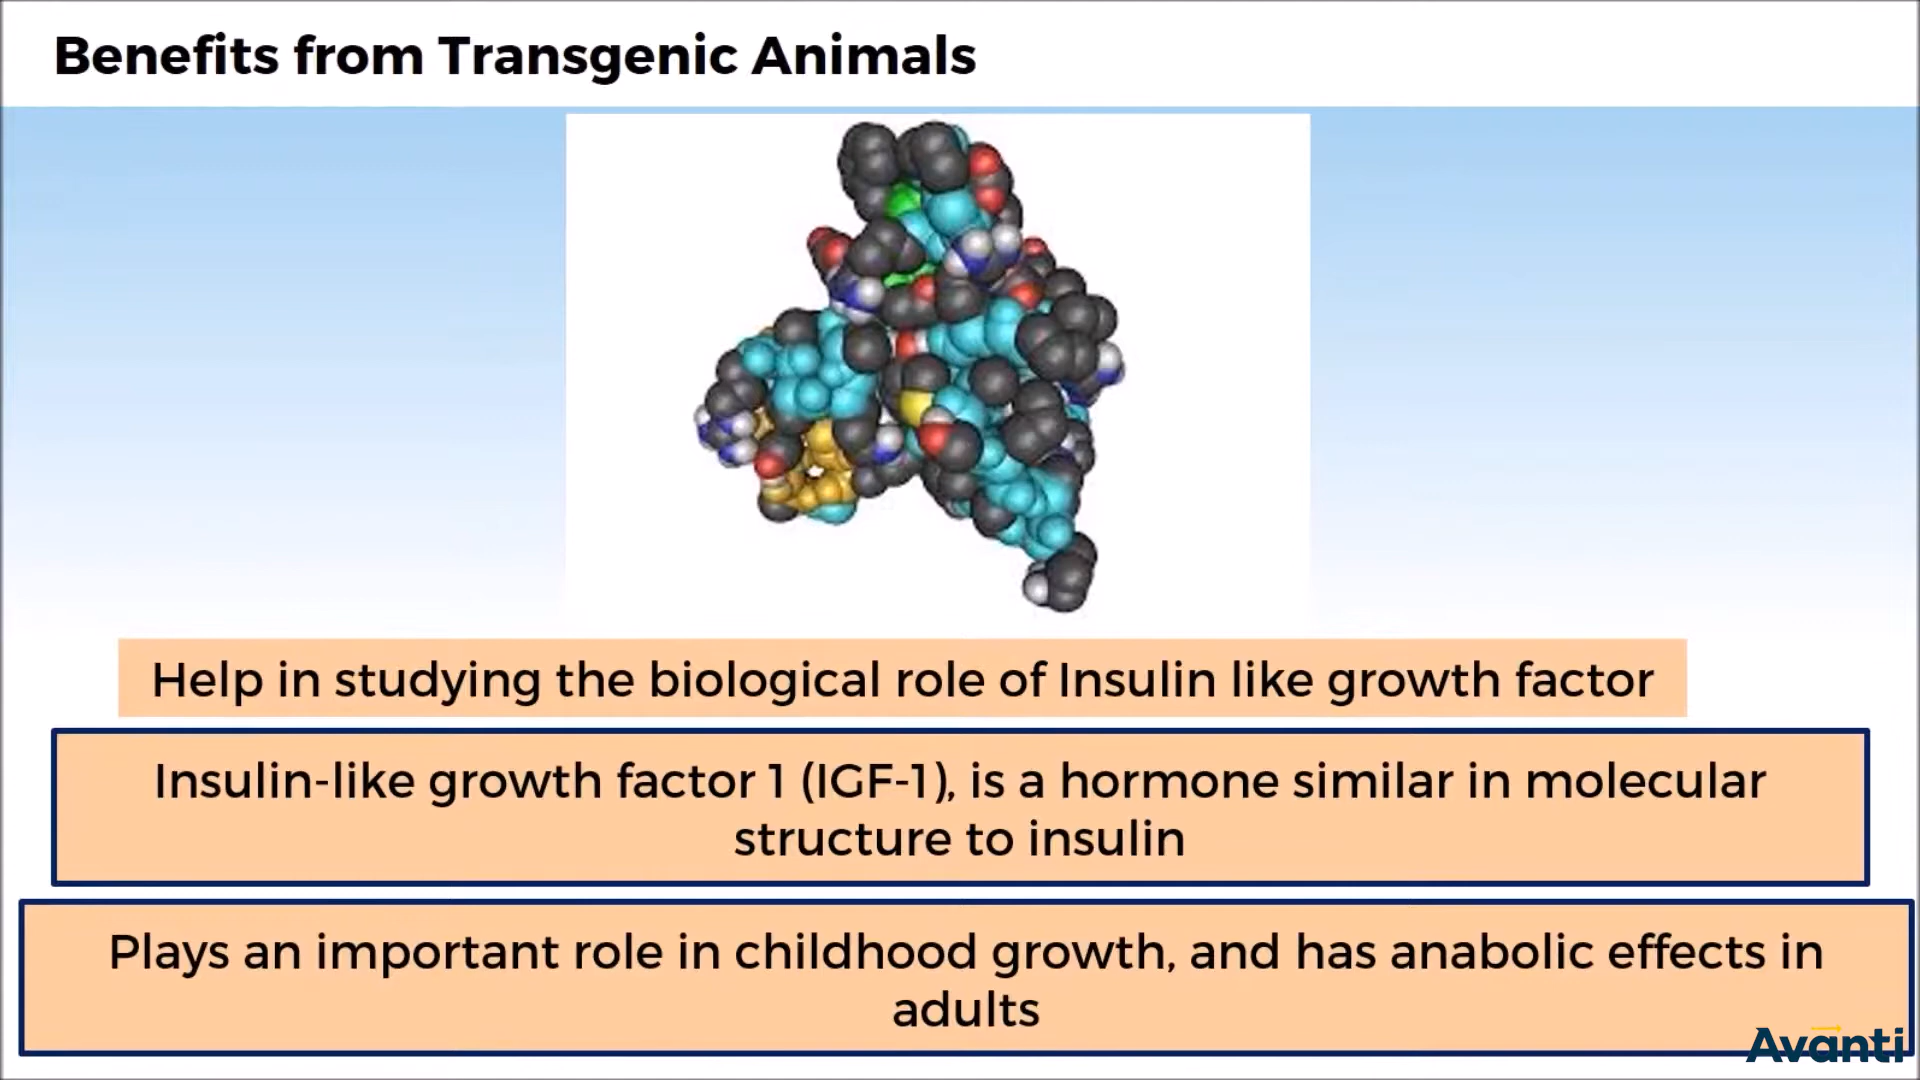 Benefits from Transgenic Animals
Help in studying the biological role of Insulin like growth factor
Insulin-like growth factor 1 (IGF-1), is a hormone similar in molecular
structure to insulin
Plays an important role in childhood growth, and has anabolic effects in
adults
Avanti